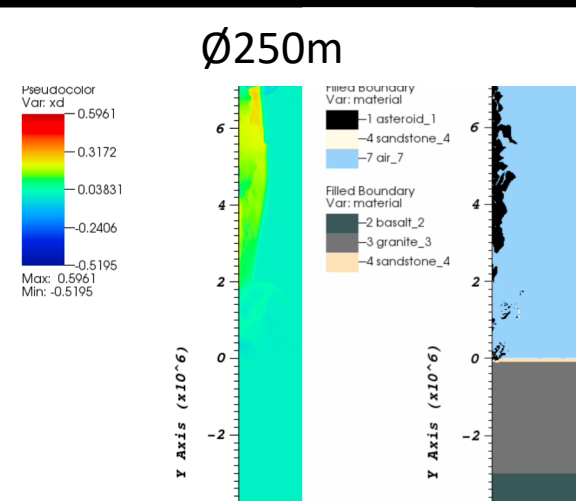 Ø250m
Pseudocolor
Var: xd
0.5961
0.3172
0.03831
-0.2406
-0.5195
Max: 0.5961
Min: -0.5195
6
4
2
0
-2
Y Axis (x10^6)
Filled Boundary
Var: material
1 asteroid_1
4 sandstone_4
7 air_7
Filled Boundary
Var: material
2 basalt_2
3 granite_3
4 sandstone_4
6
4
2
0
-2
Y Axis (x10^6)